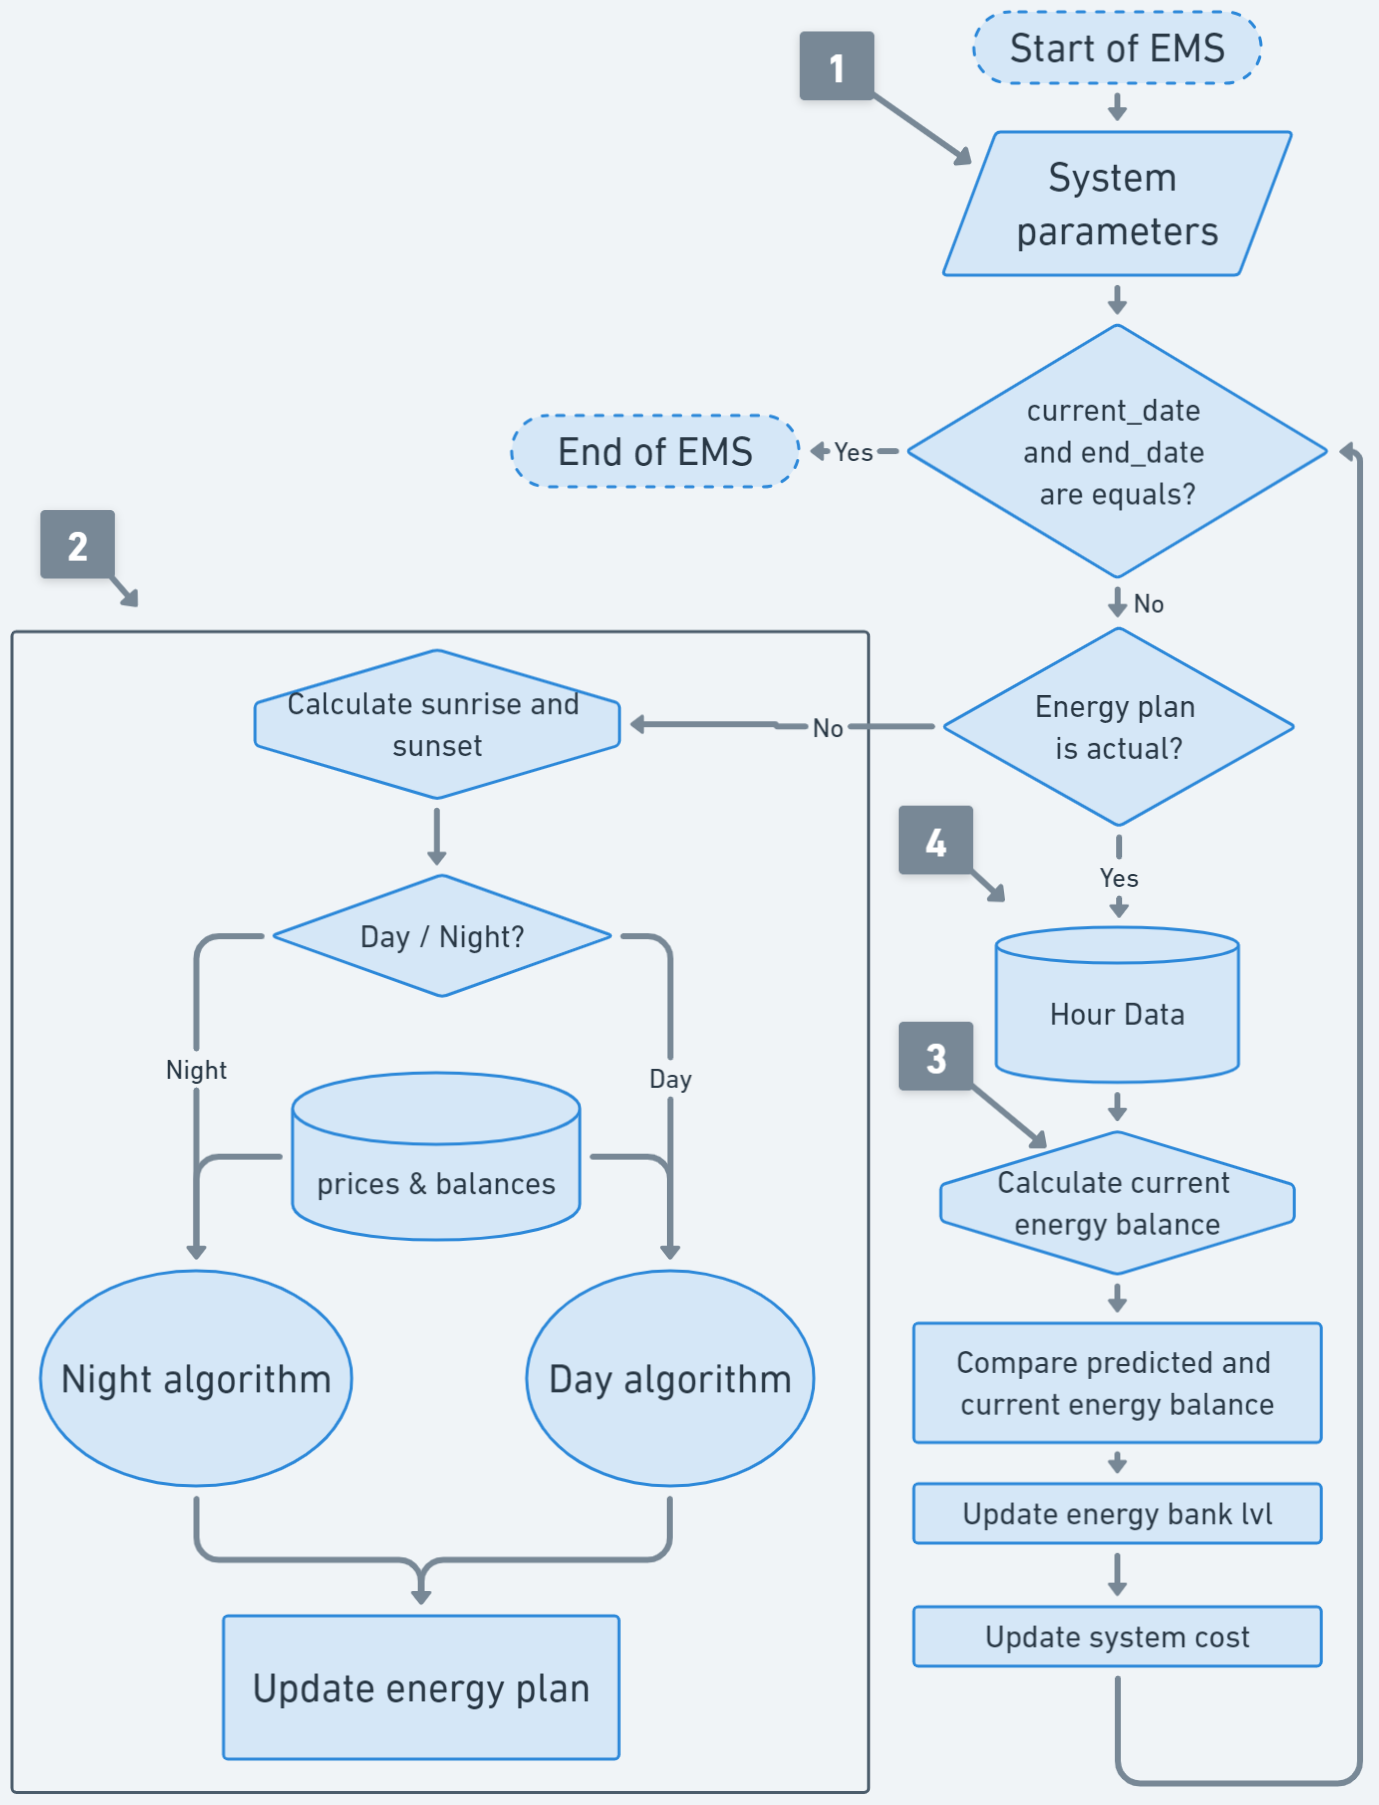 Start of EMS
1
System
parameters
current_date
and end_date
are equals?
Yes
End of EMS
No
2
Energy plan
is actual?
No
Calculate sunrise and
sunset
Day / Night?
Night
Day
prices & balances
Night algorithm
Day algorithm
Update energy plan
Yes
4
Hour Data
3
Calculate current
energy balance
Compare predicted and
current energy balance
Update energy bank lvl
Update system cost